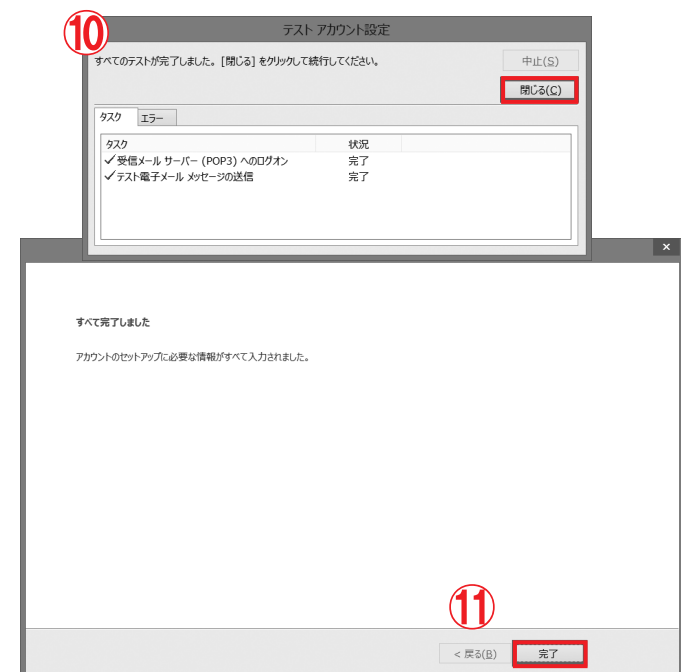 ⑩
テスト アカウント設定
すべてのテストが完了しました。[閉じる] をクリックして続行してください。
中止(S)
閉じる(C)
タスク エラー
タスク 状況
✓受信メール サーバー (POP3) へのログオン 完了
✓テスト電子メール メッセージの送信 完了
×
すべて完了しました
アカウントのセットアップに必要な情報がすべて入力されました。
⑪
< 戻る(B) 完了